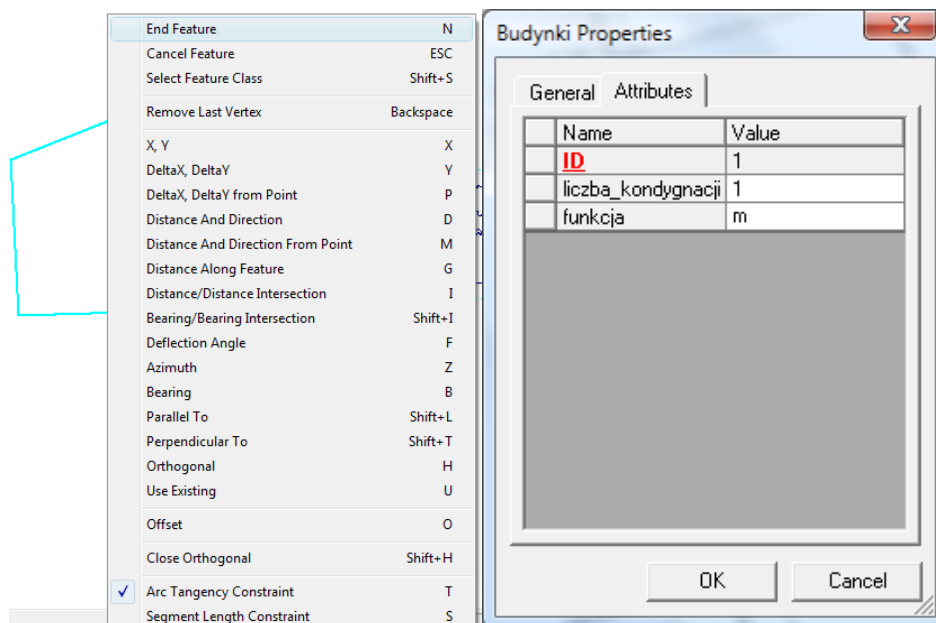 End Feature N
Cancel Feature ESC
Select Feature Class Shift+S
Remove Last Vertex Backspace
X, Y X
DeltaX, DeltaY Y
DeltaX, DeltaY from Point P
Distance And Direction D
Distance And Direction From Point M
Distance Along Feature G
Distance/Distance Intersection I
Bearing/Bearing Intersection Shift+I
Deflection Angle F
Azimuth Z
Bearing B
Parallel To Shift+L
Perpendicular To Shift+T
Orthogonal H
Use Existing U
Offset O
Close Orthogonal Shift+H
Arc Tangency Constraint T
Segment Length Constraint S
Budynki Properties
General Attributes
Name Value
ID 1
liczba_kondygnacji 1
funkcja m
OK Cancel